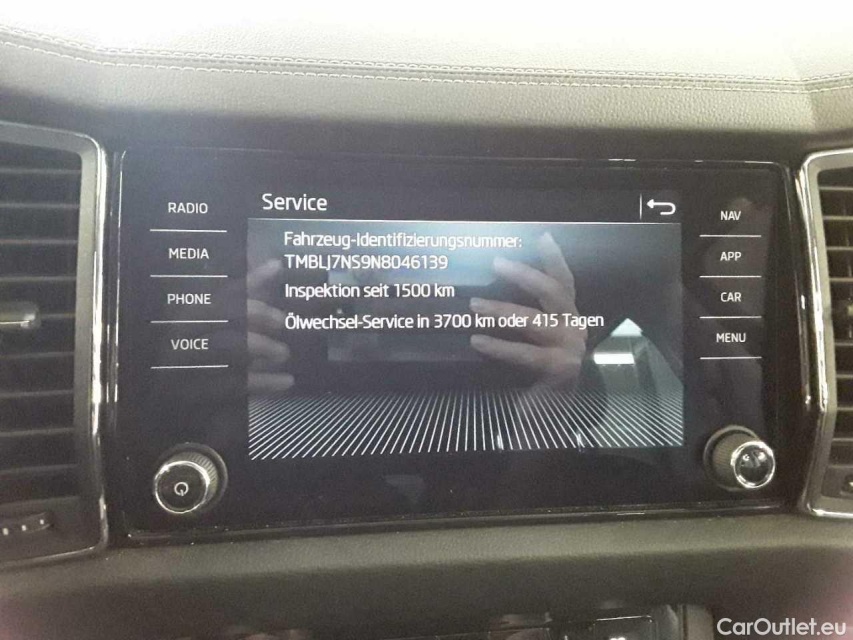 Service
RADIO
MEDIA
PHONE
VOICE
Fahrzeug-Identifizierungsnummer:
TMBLJ7NS9N8046139
Inspektion seit 1500 km
Ölwechsel-Service in 3700 km oder 415 Tagen
NAV
APP
CAR
MENU
CarOutlet.eu